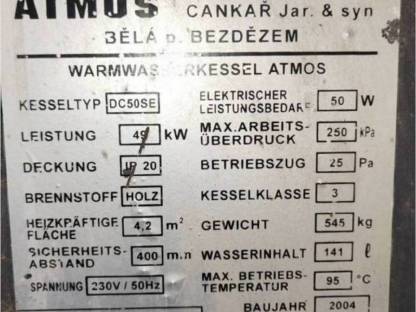 ATMOS CANKAŘ Jar. & syn
BĚLÁ p. BEZDĚZEM
WARMWASSERKESSEL ATMOS
KESSELTYP DC50SE
LEISTUNG 49 kW
DECKUNG IP 20
BRENNSTOFF HOLZ
HEIZKPÄFTIGE FLÄCHE 4,2 m²
SICHERHEITS-ABSTAND 400 m.n
SPANNUNG 230V / 50Hz
ELEKTRISCHER
LEISTUNGSBEDARF 50 W
MAX. ARBEITS-
ÜBERDRUCK 250 kPa
BETRIEBSZUG 25 Pa
KESSELKLASSE 3
GEWICHT 545 kg
WASSERINHALT 141 ℓ
MAX. BETRIEBS-
TEMPERATUR 95 °C
BAUJAHR 2004